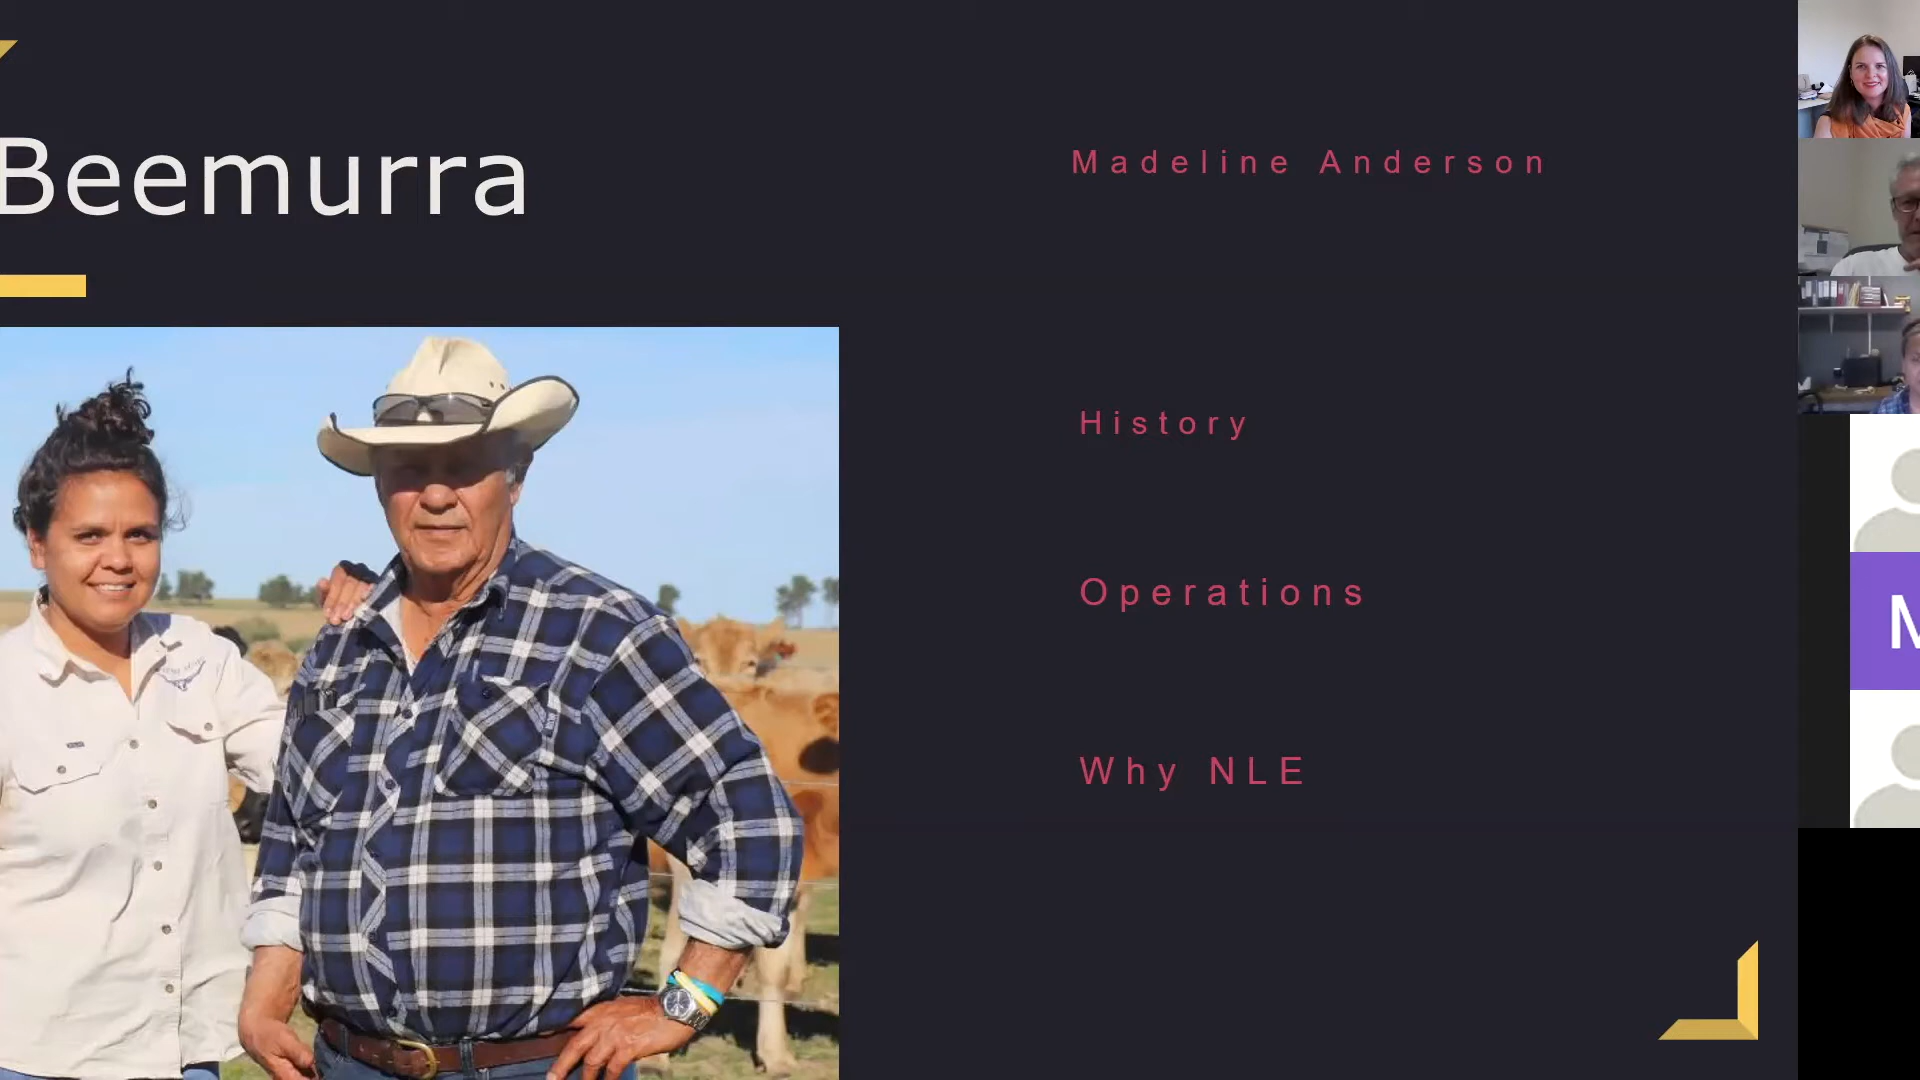 Beemurra
Madeline Anderson
History
Operations
Why NLE
M